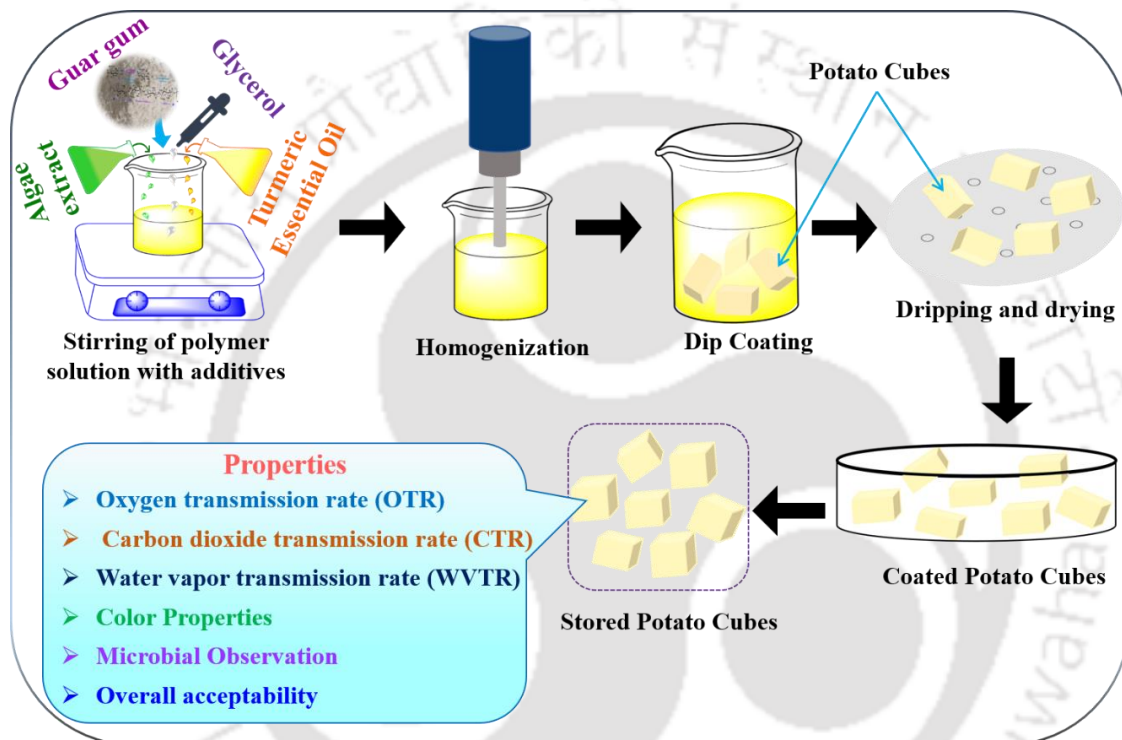 Guar gum
Glycerol
Algae
extract
Turmeric
Essential Oil
Stirring of polymer
solution with additives
Homogenization
Potato Cubes
Dip Coating
Dripping and drying
Coated Potato Cubes
Stored Potato Cubes
Properties
➢ Oxygen transmission rate (OTR)
➢ Carbon dioxide transmission rate (CTR)
➢ Water vapor transmission rate (WVTR)
➢ Color Properties
➢ Microbial Observation
➢ Overall acceptability